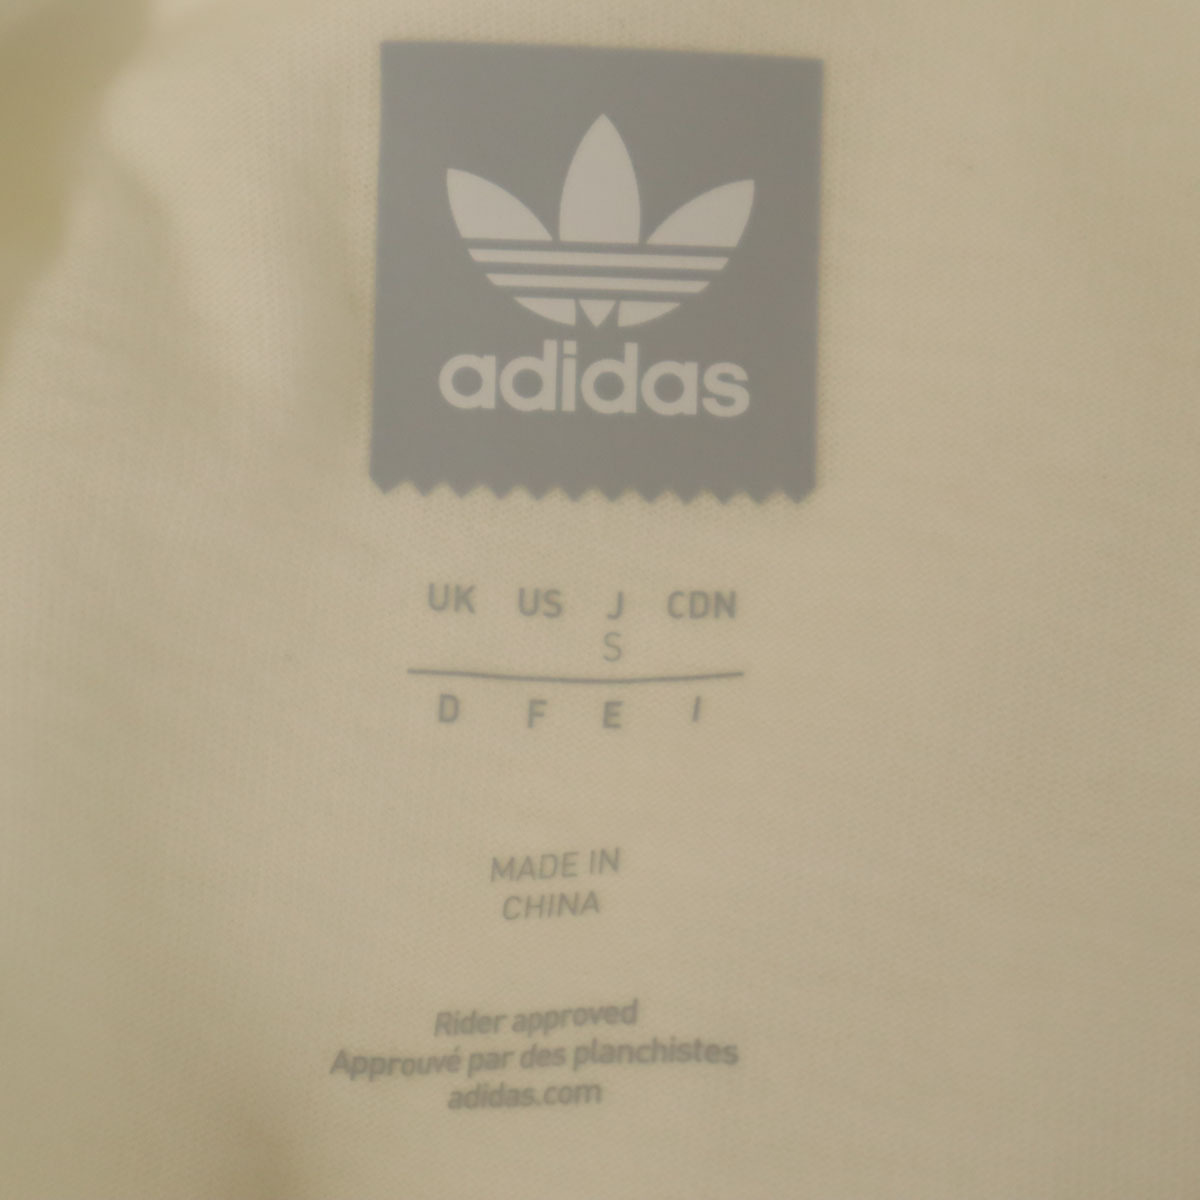 adidas
UK US J CDN
S
D F E I
MADE IN
CHINA
Rider approved
Approuvé par des planchistes
adidas.com